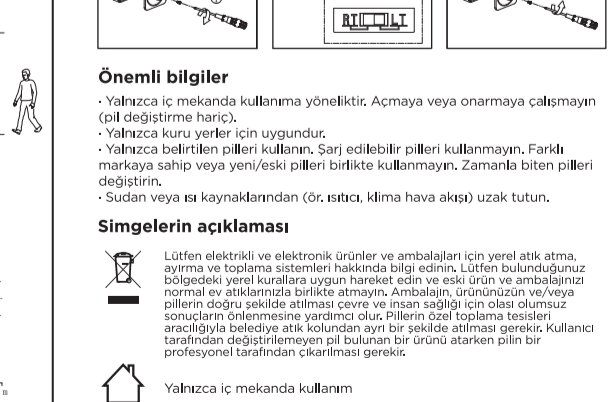 RT LT
Önemli bilgiler
· Yalnızca iç mekanda kullanıma yöneliktir. Açmaya veya onarmaya çalışmayın
(pil değiştirme hariç).
· Yalnızca kuru yerler için uygundur.
· Yalnızca belirtilen pilleri kullanın. Şarj edilebilir pilleri kullanmayın. Farklı
markaya sahip veya yeni/eski pilleri birlikte kullanmayın. Zamanla biten pilleri
değiştirin.
· Sudan veya ısı kaynaklarından (ör. ısıtıcı, klima hava akışı) uzak tutun.
Simgelerin açıklaması
Lütfen elektrikli ve elektronik ürünler ve ambalajları için yerel atık atma,
ayırma ve toplama sistemleri hakkında bilgi edinin. Lütfen bulunduğunuz
bölgedeki yerel kurallara uygun hareket edin ve eski ürün ve ambalajınızı
normal ev atıklarınızla birlikte atmayın. Ambalajın, ürününüzün ve/veya
pillerin doğru şekilde atılması çevre ve insan sağlığı için olası olumsuz
sonuçların önlenmesine yardımcı olur. Pillerin özel toplama tesisleri
aracılığıyla belediye atık kolundan ayrı bir şekilde atılması gerekir. Kullanıcı
tarafından değiştirilemeyen pil bulunan bir ürünü atarken pilin bir
profesyonel tarafından çıkarılması gerekir.
Yalnızca iç mekanda kullanım